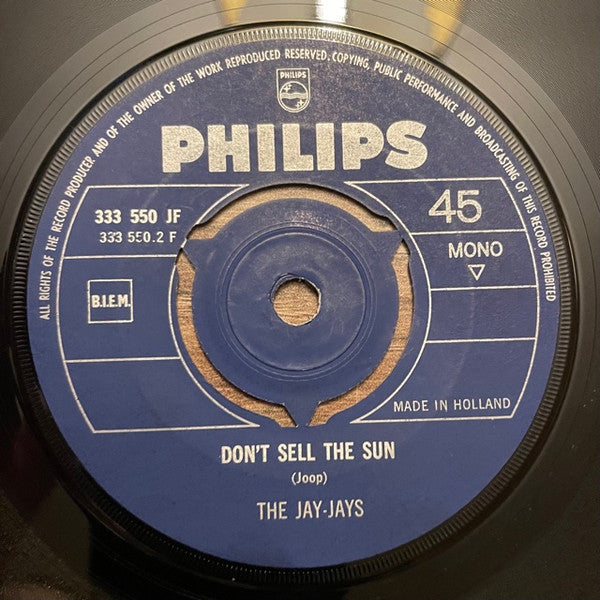 ALL RIGHTS OF THE RECORD PRODUCER AND OF THE OWNER OF THE WORK REPRODUCED RESERVED. COPYING, PUBLIC PERFORMANCE AND BROADCASTING OF THIS RECORD PROHIBITED
PHILIPS
PHILIPS
333 550 JF
333 550.2 F
45
MONO
B.I.E.M.
MADE IN HOLLAND
DON'T SELL THE SUN
(Joop)
THE JAY-JAYS